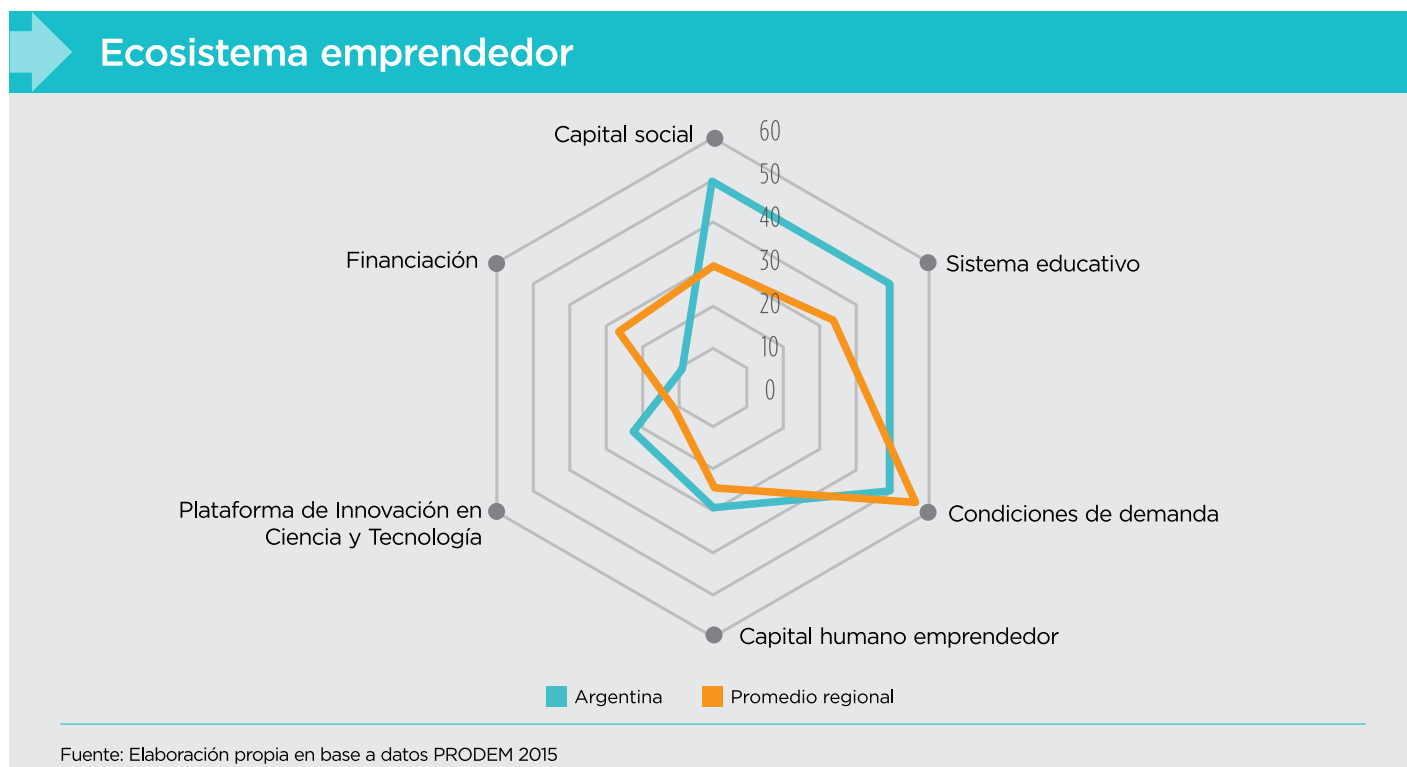 Ecosistema emprendedor
Capital social
60
50
40
30
20
10
0
Financiación
Sistema educativo
Plataforma de Innovación en
Ciencia y Tecnología
Condiciones de demanda
Capital humano emprendedor
Argentina
Promedio regional
Fuente: Elaboración propia en base a datos PRODEM 2015